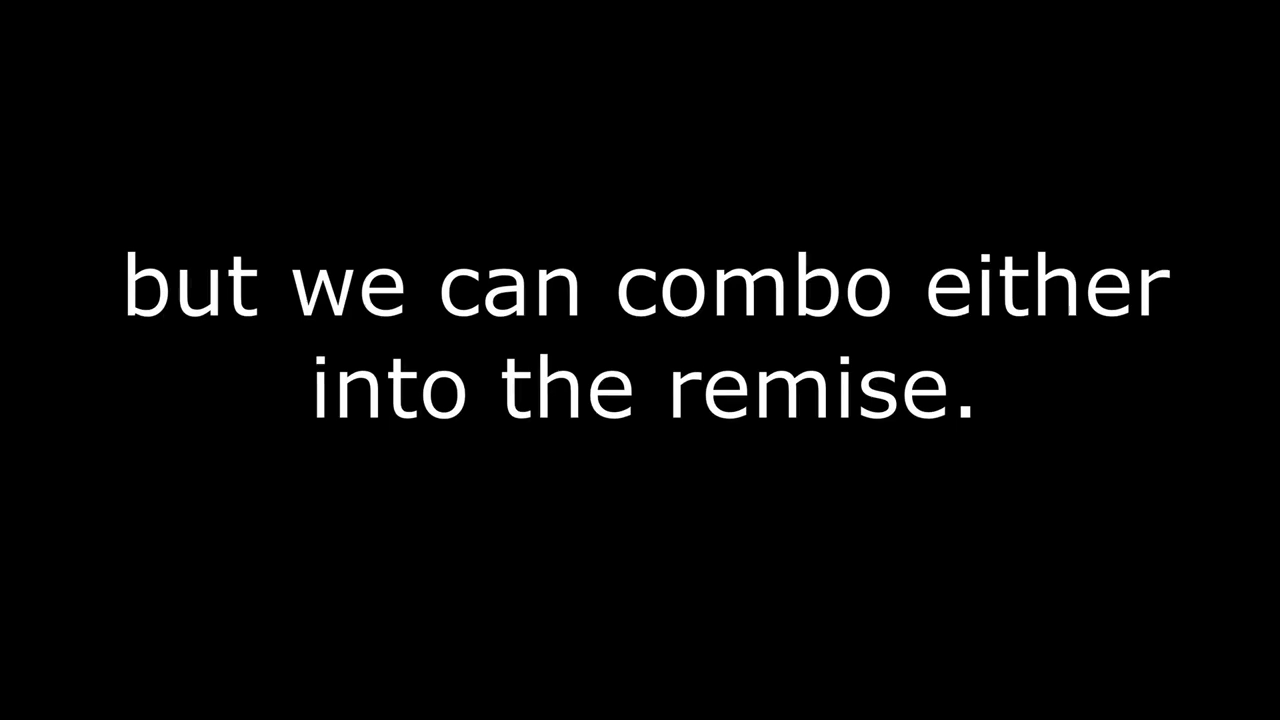 but we can combo either
into the remise.